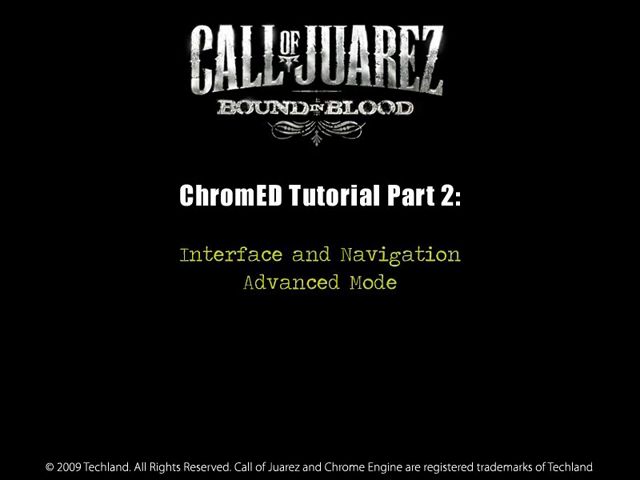 CALL OF JUAREZ
BOUND IN BLOOD
ChromED Tutorial Part 2:
Interface and Navigation
Advanced Mode
© 2009 Techland. All Rights Reserved. Call of Juarez and Chrome Engine are registered trademarks of Techland